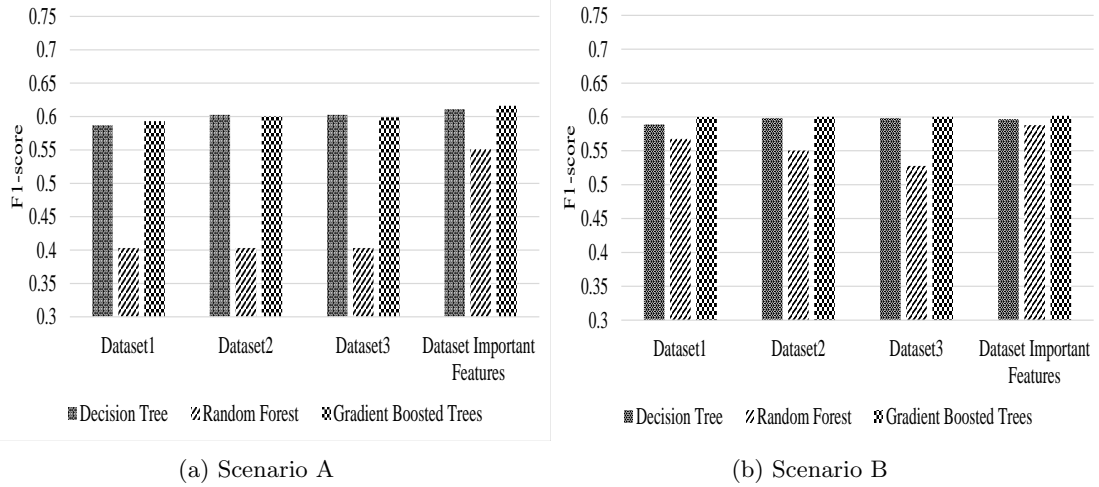 0.75
0.7
0.65
0.6
0.55
0.5
0.45
0.4
0.35
0.3
F1-score
Dataset1 Dataset2 Dataset3 Dataset Important
Features
Decision Tree Random Forest Gradient Boosted Trees
(a) Scenario A
0.75
0.7
0.65
0.6
0.55
0.5
0.45
0.4
0.35
0.3
F1-score
Dataset1 Dataset2 Dataset3 Dataset Important
Features
Decision Tree Random Forest Gradient Boosted Trees
(b) Scenario B